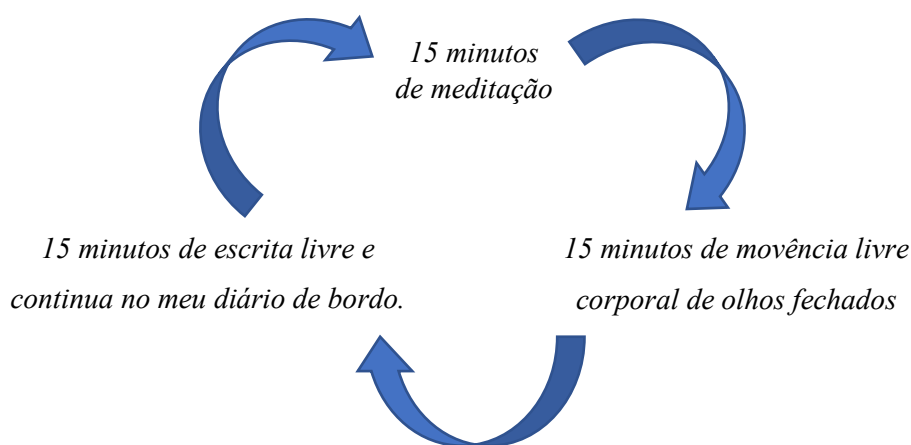 15 minutos
de meditação
15 minutos de escrita livre e
continua no meu diário de bordo.
15 minutos de movência livre
corporal de olhos fechados